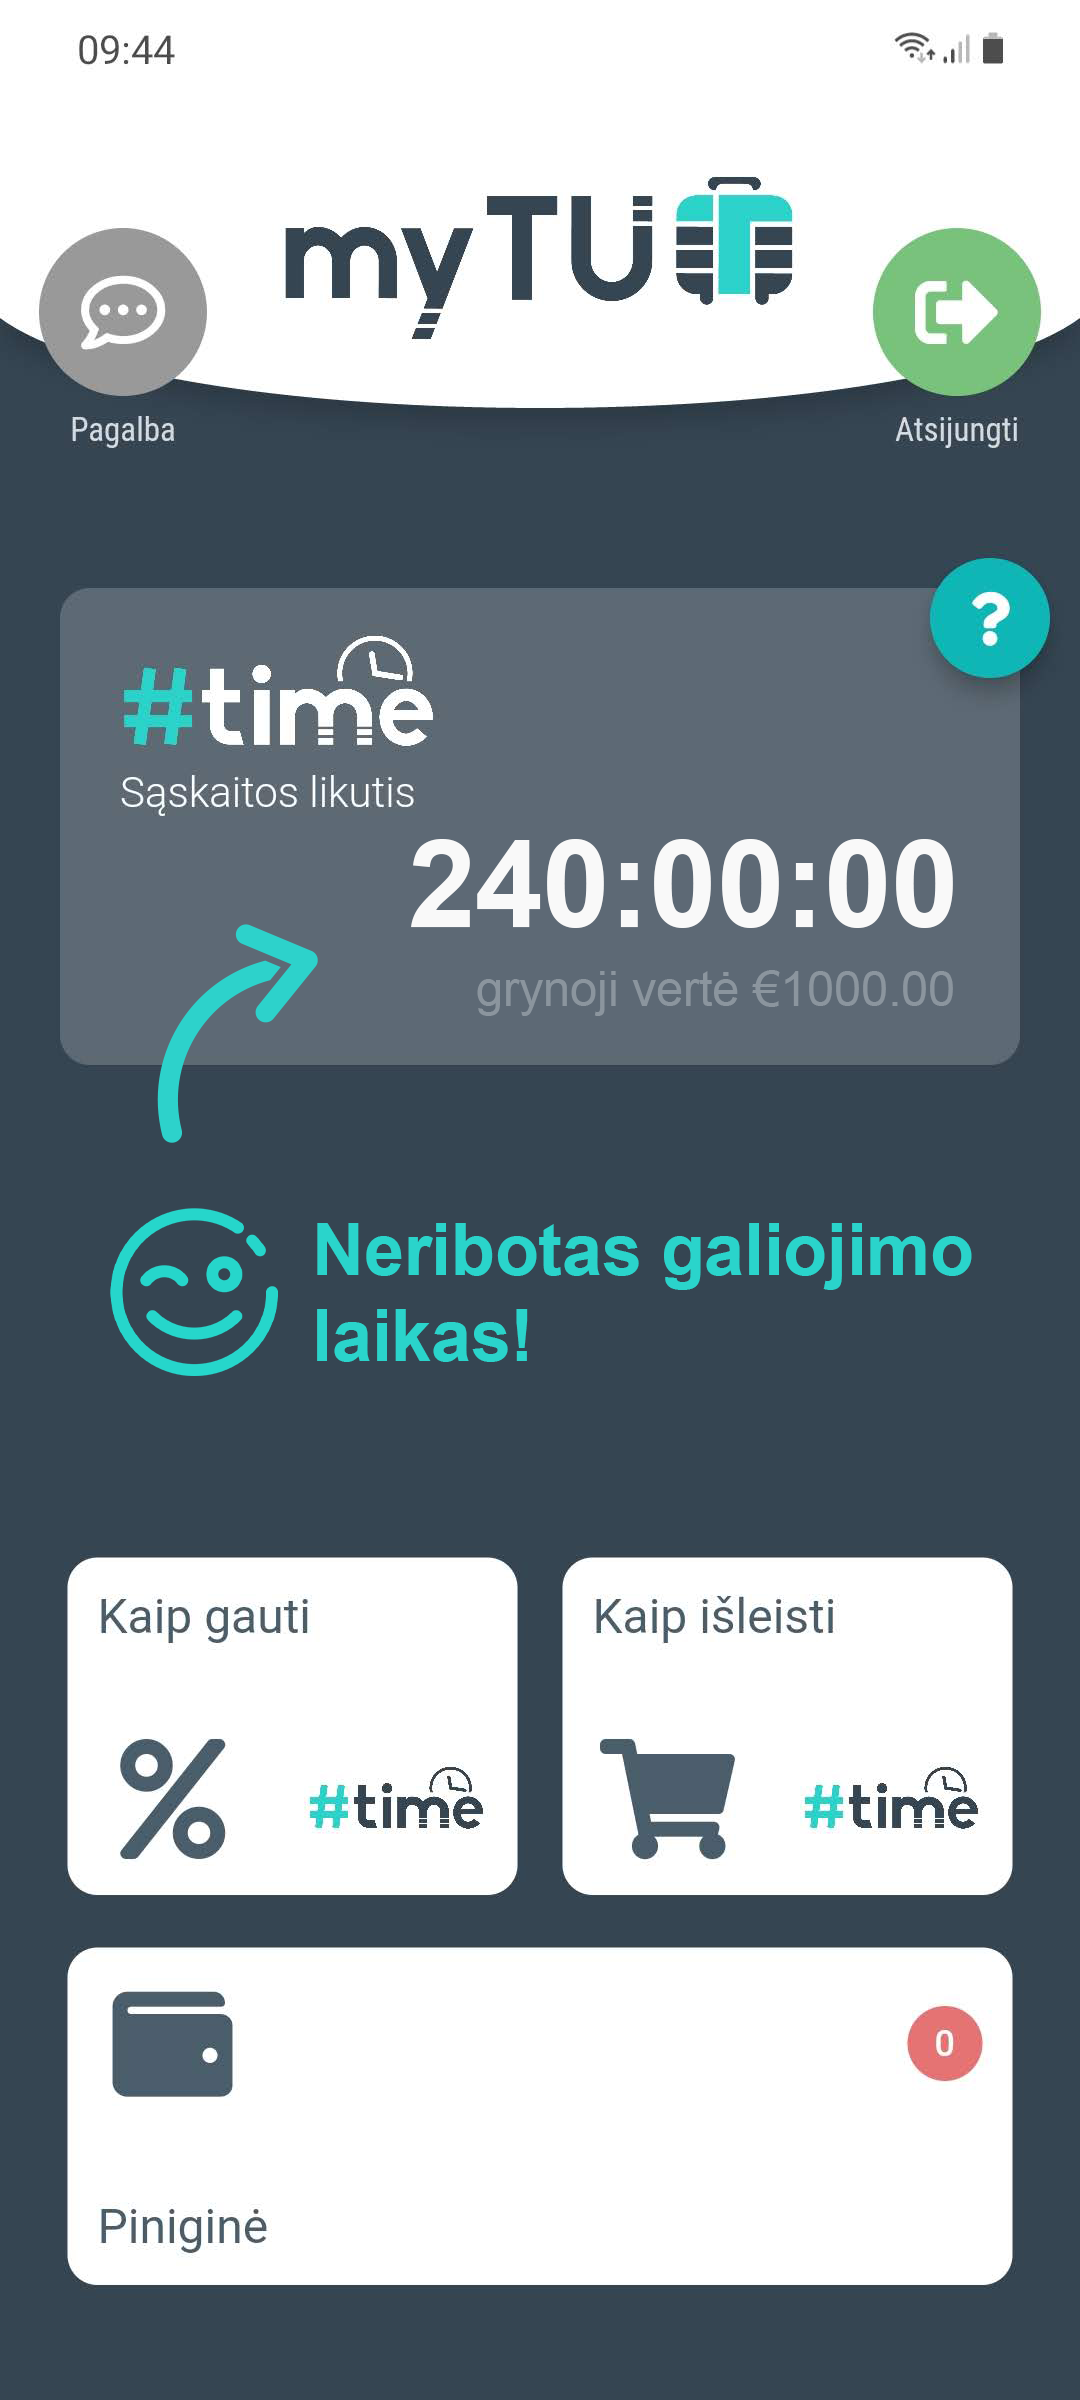 09:44
myTU
Pagalba
Atsijungti
?
#time
Sąskaitos likutis
240:00:00
grynoji vertė €1000.00
Neribotas galiojimo
laikas!
Kaip gauti
#time
Kaip išleisti
#time
0
Piniginė